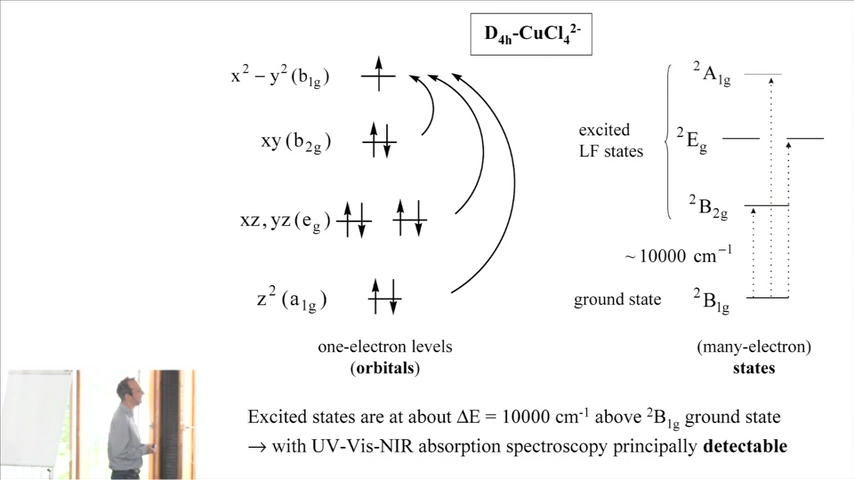 D4h-CuCl4 2-
x² – y² (b1g)
xy (b2g)
xz, yz (eg)
z² (a1g)
one-electron levels
(orbitals)
excited
LF states
²A1g
²Eg
²B2g
~ 10000 cm⁻¹
ground state
²B1g
(many-electron)
states
Excited states are at about ΔE = 10000 cm⁻¹ above ²B1g ground state
→ with UV-Vis-NIR absorption spectroscopy principally detectable